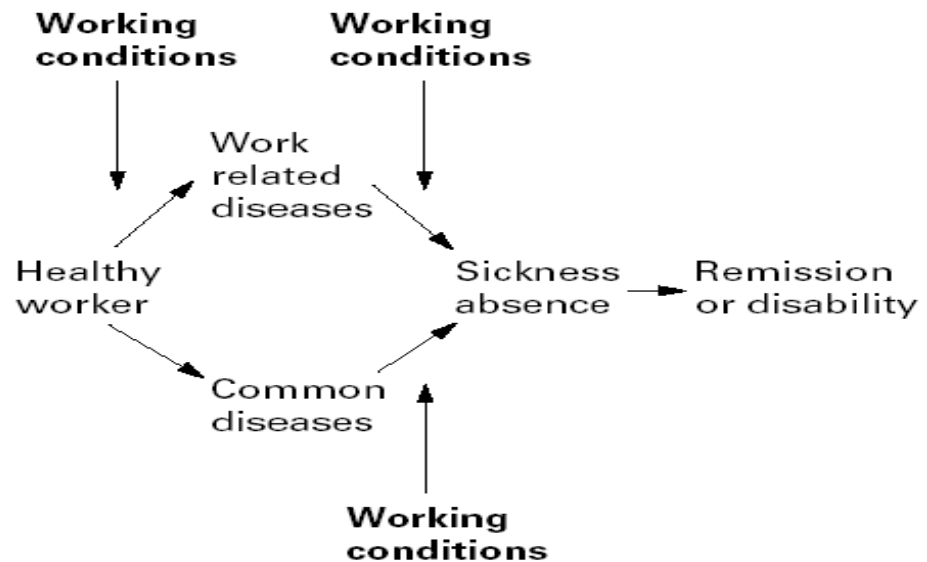 Working
conditions
Working
conditions
Work
related
diseases
Healthy
worker
Sickness
absence
Remission
or disability
Common
diseases
Working
conditions